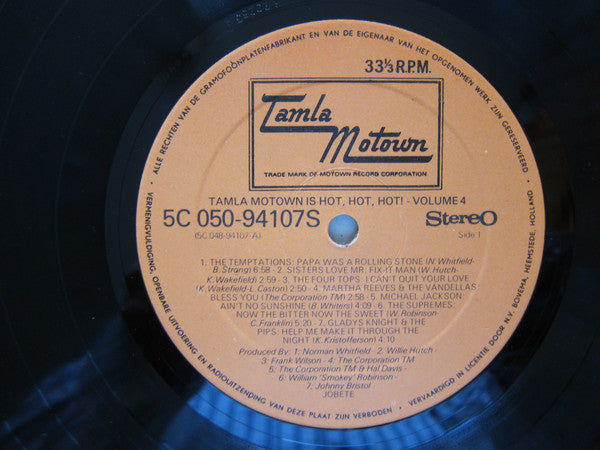 ALLE RECHTEN VAN DE GRAMOFOONPLATENFABRIKANT EN VAN DE EIGENAAR VAN HET OPGENOMEN WERK ZIJN GERESERVEERD
33⅓ R.P.M.
Tamla
Motown
TRADE MARK OF MOTOWN RECORD CORPORATION
TAMLA MOTOWN IS HOT, HOT, HOT! - VOLUME 4
5C 050-94107S
StereO
(5C 048-94107-A)
Side 1
1. THE TEMPTATIONS: PAPA WAS A ROLLING STONE (N. Whitfield-
B. Strang) 6:58 - 2. SISTERS LOVE MR. FIX-IT MAN (W. Hutch-
K. Wakefield) 2:59 - 3. THE FOUR TOPS: I CAN'T QUIT YOUR LOVE
(K. Wakefield-L. Caston) 2:50 - 4. MARTHA REEVES & THE VANDELLAS:
BLESS YOU (The Corporation TM) 2:58 - 5. MICHAEL JACKSON:
AIN'T NO SUNSHINE (B. Whiters) 4:09 - 6. THE SUPREMES:
NOW THE BITTER NOW THE SWEET (W. Robinson-
C. Franklin) 5:20 - 7. GLADYS KNIGHT & THE
PIPS: HELP ME MAKE IT THROUGH THE
NIGHT (K. Kristofferson) 4:10
Produced By: 1: Norman Whitfield - 2. Willie Hutch -
3: Frank Wilson - 4. The Corporation TM
5: The Corporation TM & Hal Davis -
6: William 'Smokey' Robinson -
7: Johnny Bristol
JOBETE
VERMENIGVULDIGING, OPENBARE UITVOERING EN RADIOUITZENDING VAN DEZE PLAAT ZIJN VERBODEN · VERVAARDIGD IN LICENTIE DOOR N.V. BOVEMA, HEEMSTEDE, HOLLAND